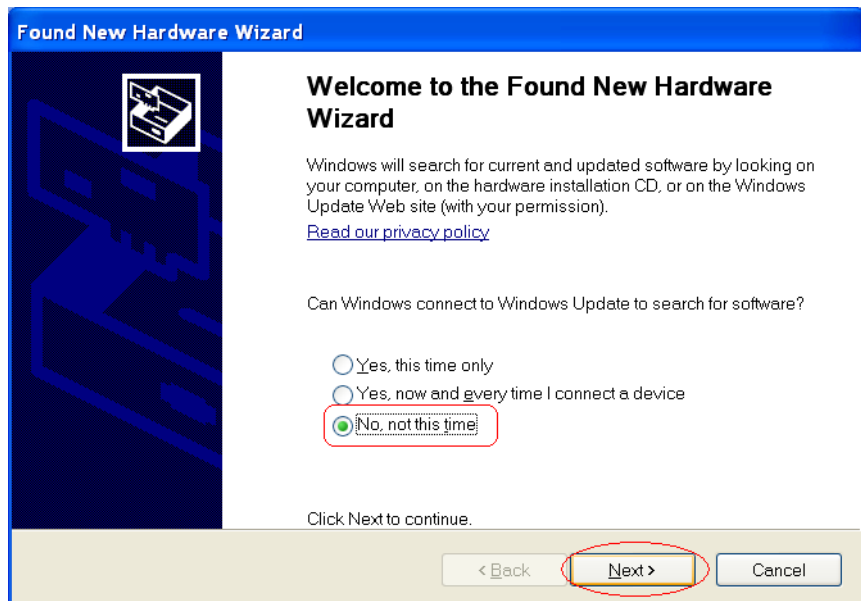 Found New Hardware Wizard
Welcome to the Found New Hardware
Wizard
Windows will search for current and updated software by looking on
your computer, on the hardware installation CD, or on the Windows
Update Web site (with your permission).
Read our privacy policy
Can Windows connect to Windows Update to search for software?
Yes, this time only
Yes, now and every time I connect a device
No, not this time
Click Next to continue.
< Back
Next >
Cancel